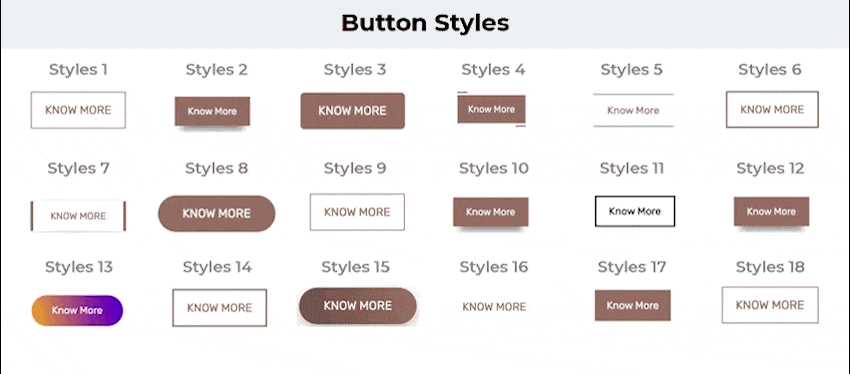 Button Styles
Styles 1 Styles 2 Styles 3 Styles 4 Styles 5 Styles 6
KNOW MORE Know More KNOW MORE Know More Know More KNOW MORE
Styles 7 Styles 8 Styles 9 Styles 10 Styles 11 Styles 12
KNOW MORE KNOW MORE KNOW MORE Know More Know More Know More
Styles 13 Styles 14 Styles 15 Styles 16 Styles 17 Styles 18
Know More KNOW MORE KNOW MORE KNOW MORE Know More KNOW MORE